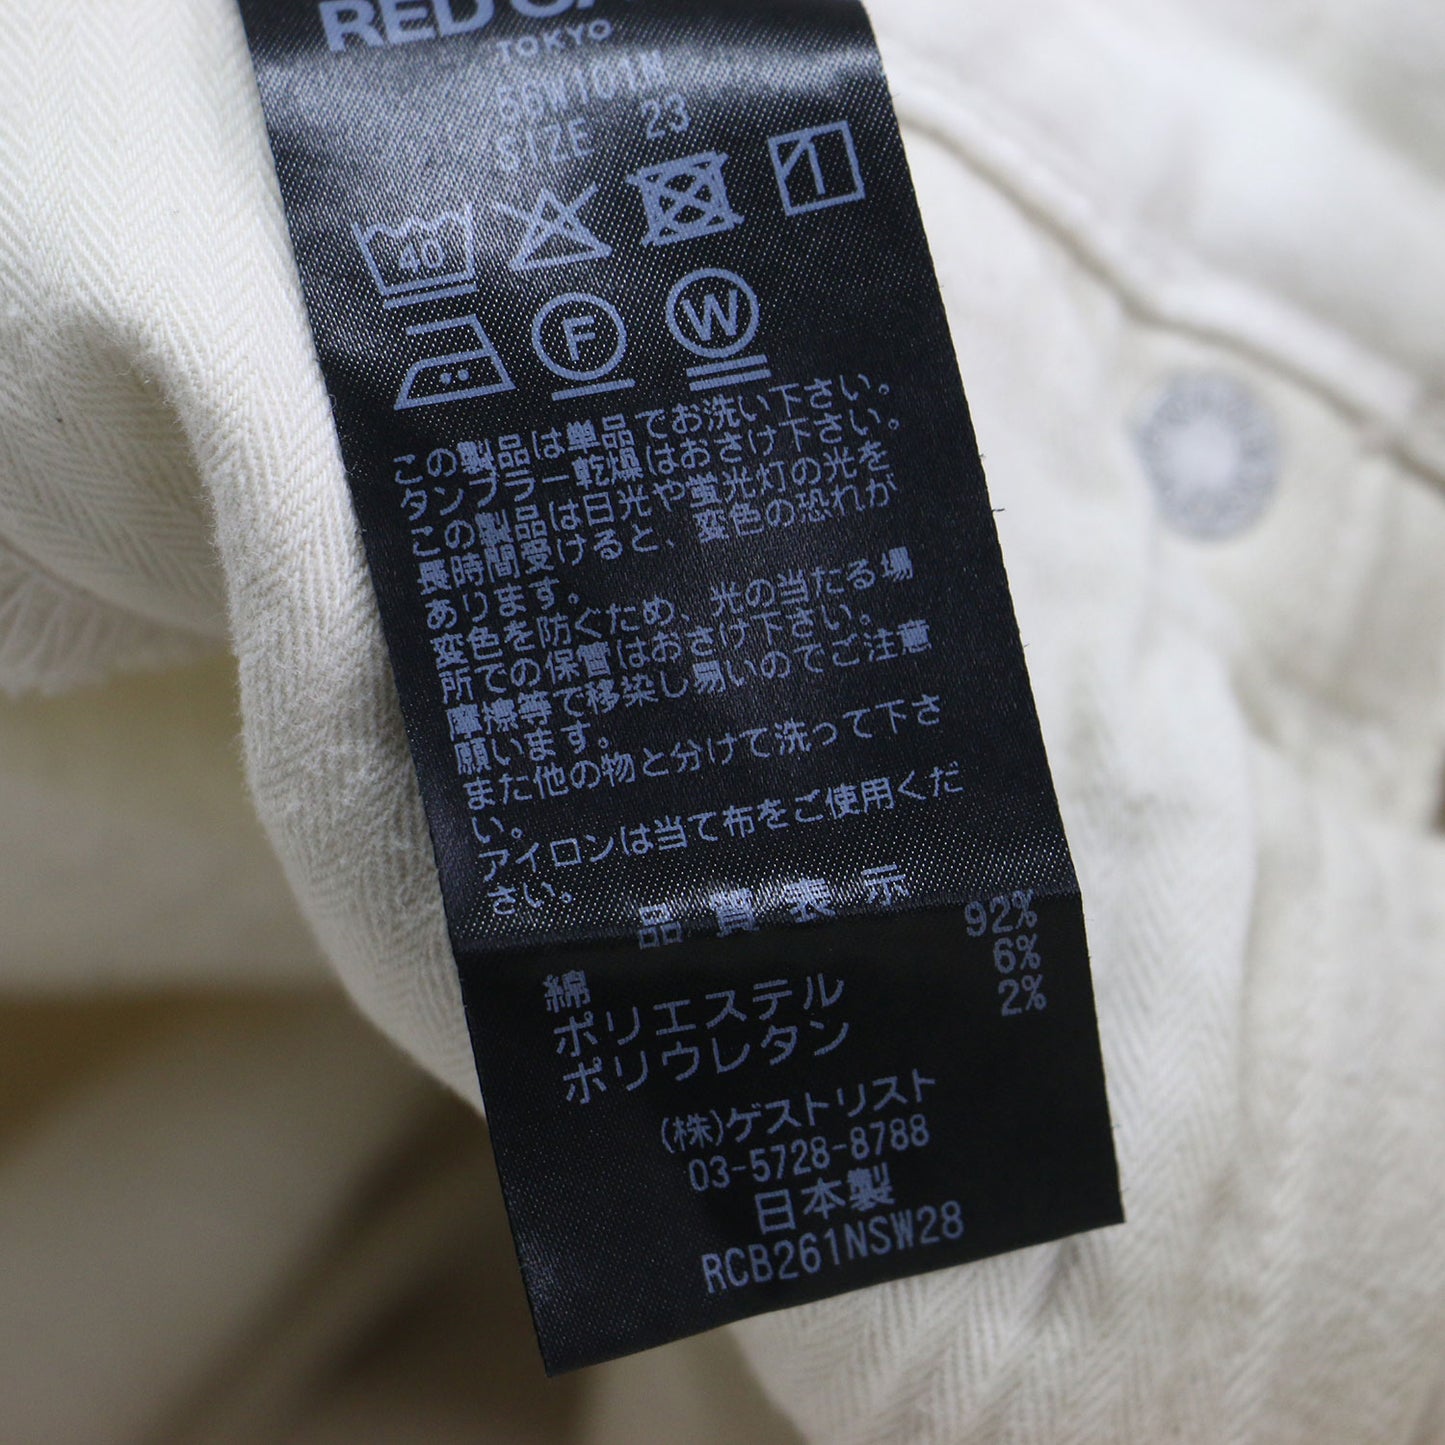 TOKYO
SIZE 23
40
F
W
この製品は単品でお洗い下さい。
タンブラー乾燥はおさけ下さい。
この製品は日光や蛍光灯の光を
長時間受けると、変色の恐れが
あります。
変色を防ぐため、光の当たる場
所での保管はおさけ下さい。
摩擦等で移染し易いのでご注意
願います。
また他の物と分けて洗って下さ
い。
アイロンは当て布をご使用くだ
さい。
品質表示
綿 92%
ポリエステル 6%
ポリウレタン 2%
(株)ゲストリスト
03-5728-8788
日本製
RCB261NSW28